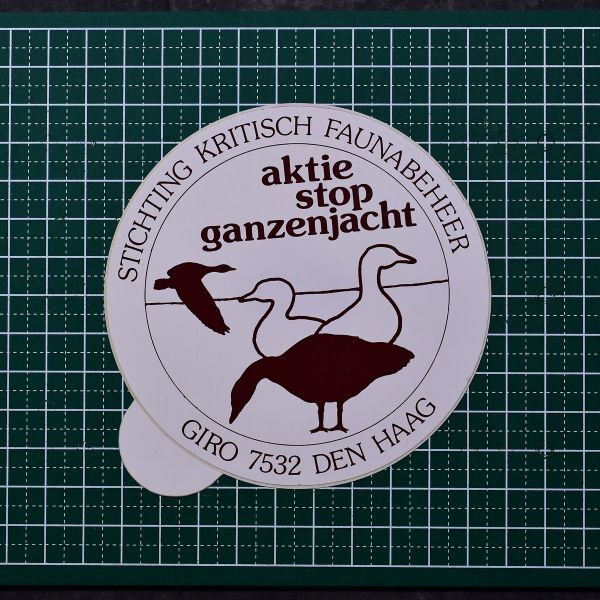 STICHTING KRITISCH FAUNABEHEER
aktie
stop
ganzenjacht
GIRO 7532 DEN HAAG